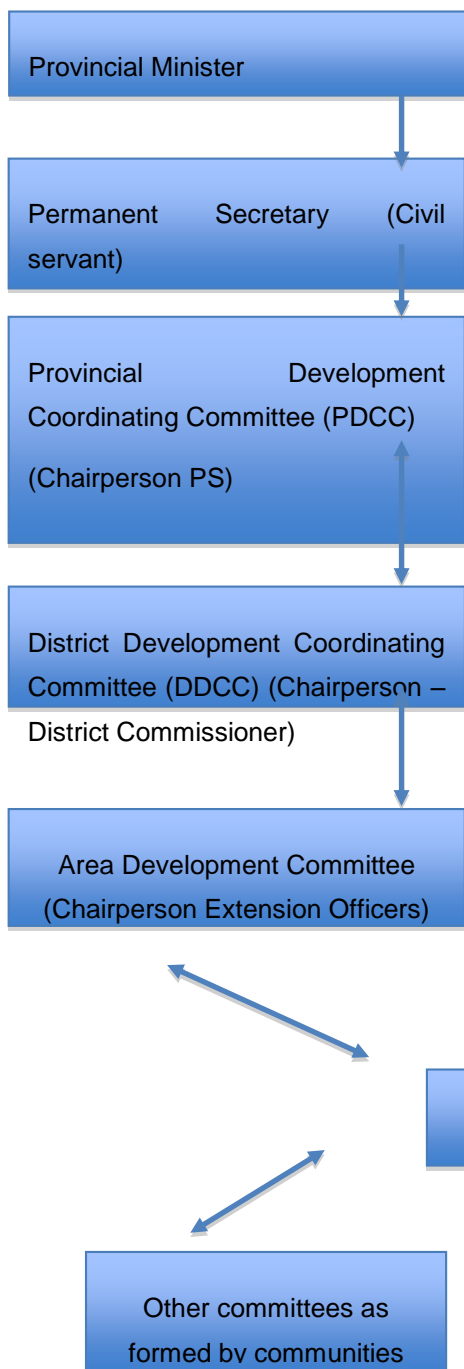 Provincial Minister
Permanent Secretary (Civil
servant)
Provincial Development
Coordinating Committee (PDCC)
(Chairperson PS)
District Development Coordinating
Committee (DDCC) (Chairperson –
District Commissioner)
Area Development Committee
(Chairperson Extension Officers)
Other committees as
formed by communities